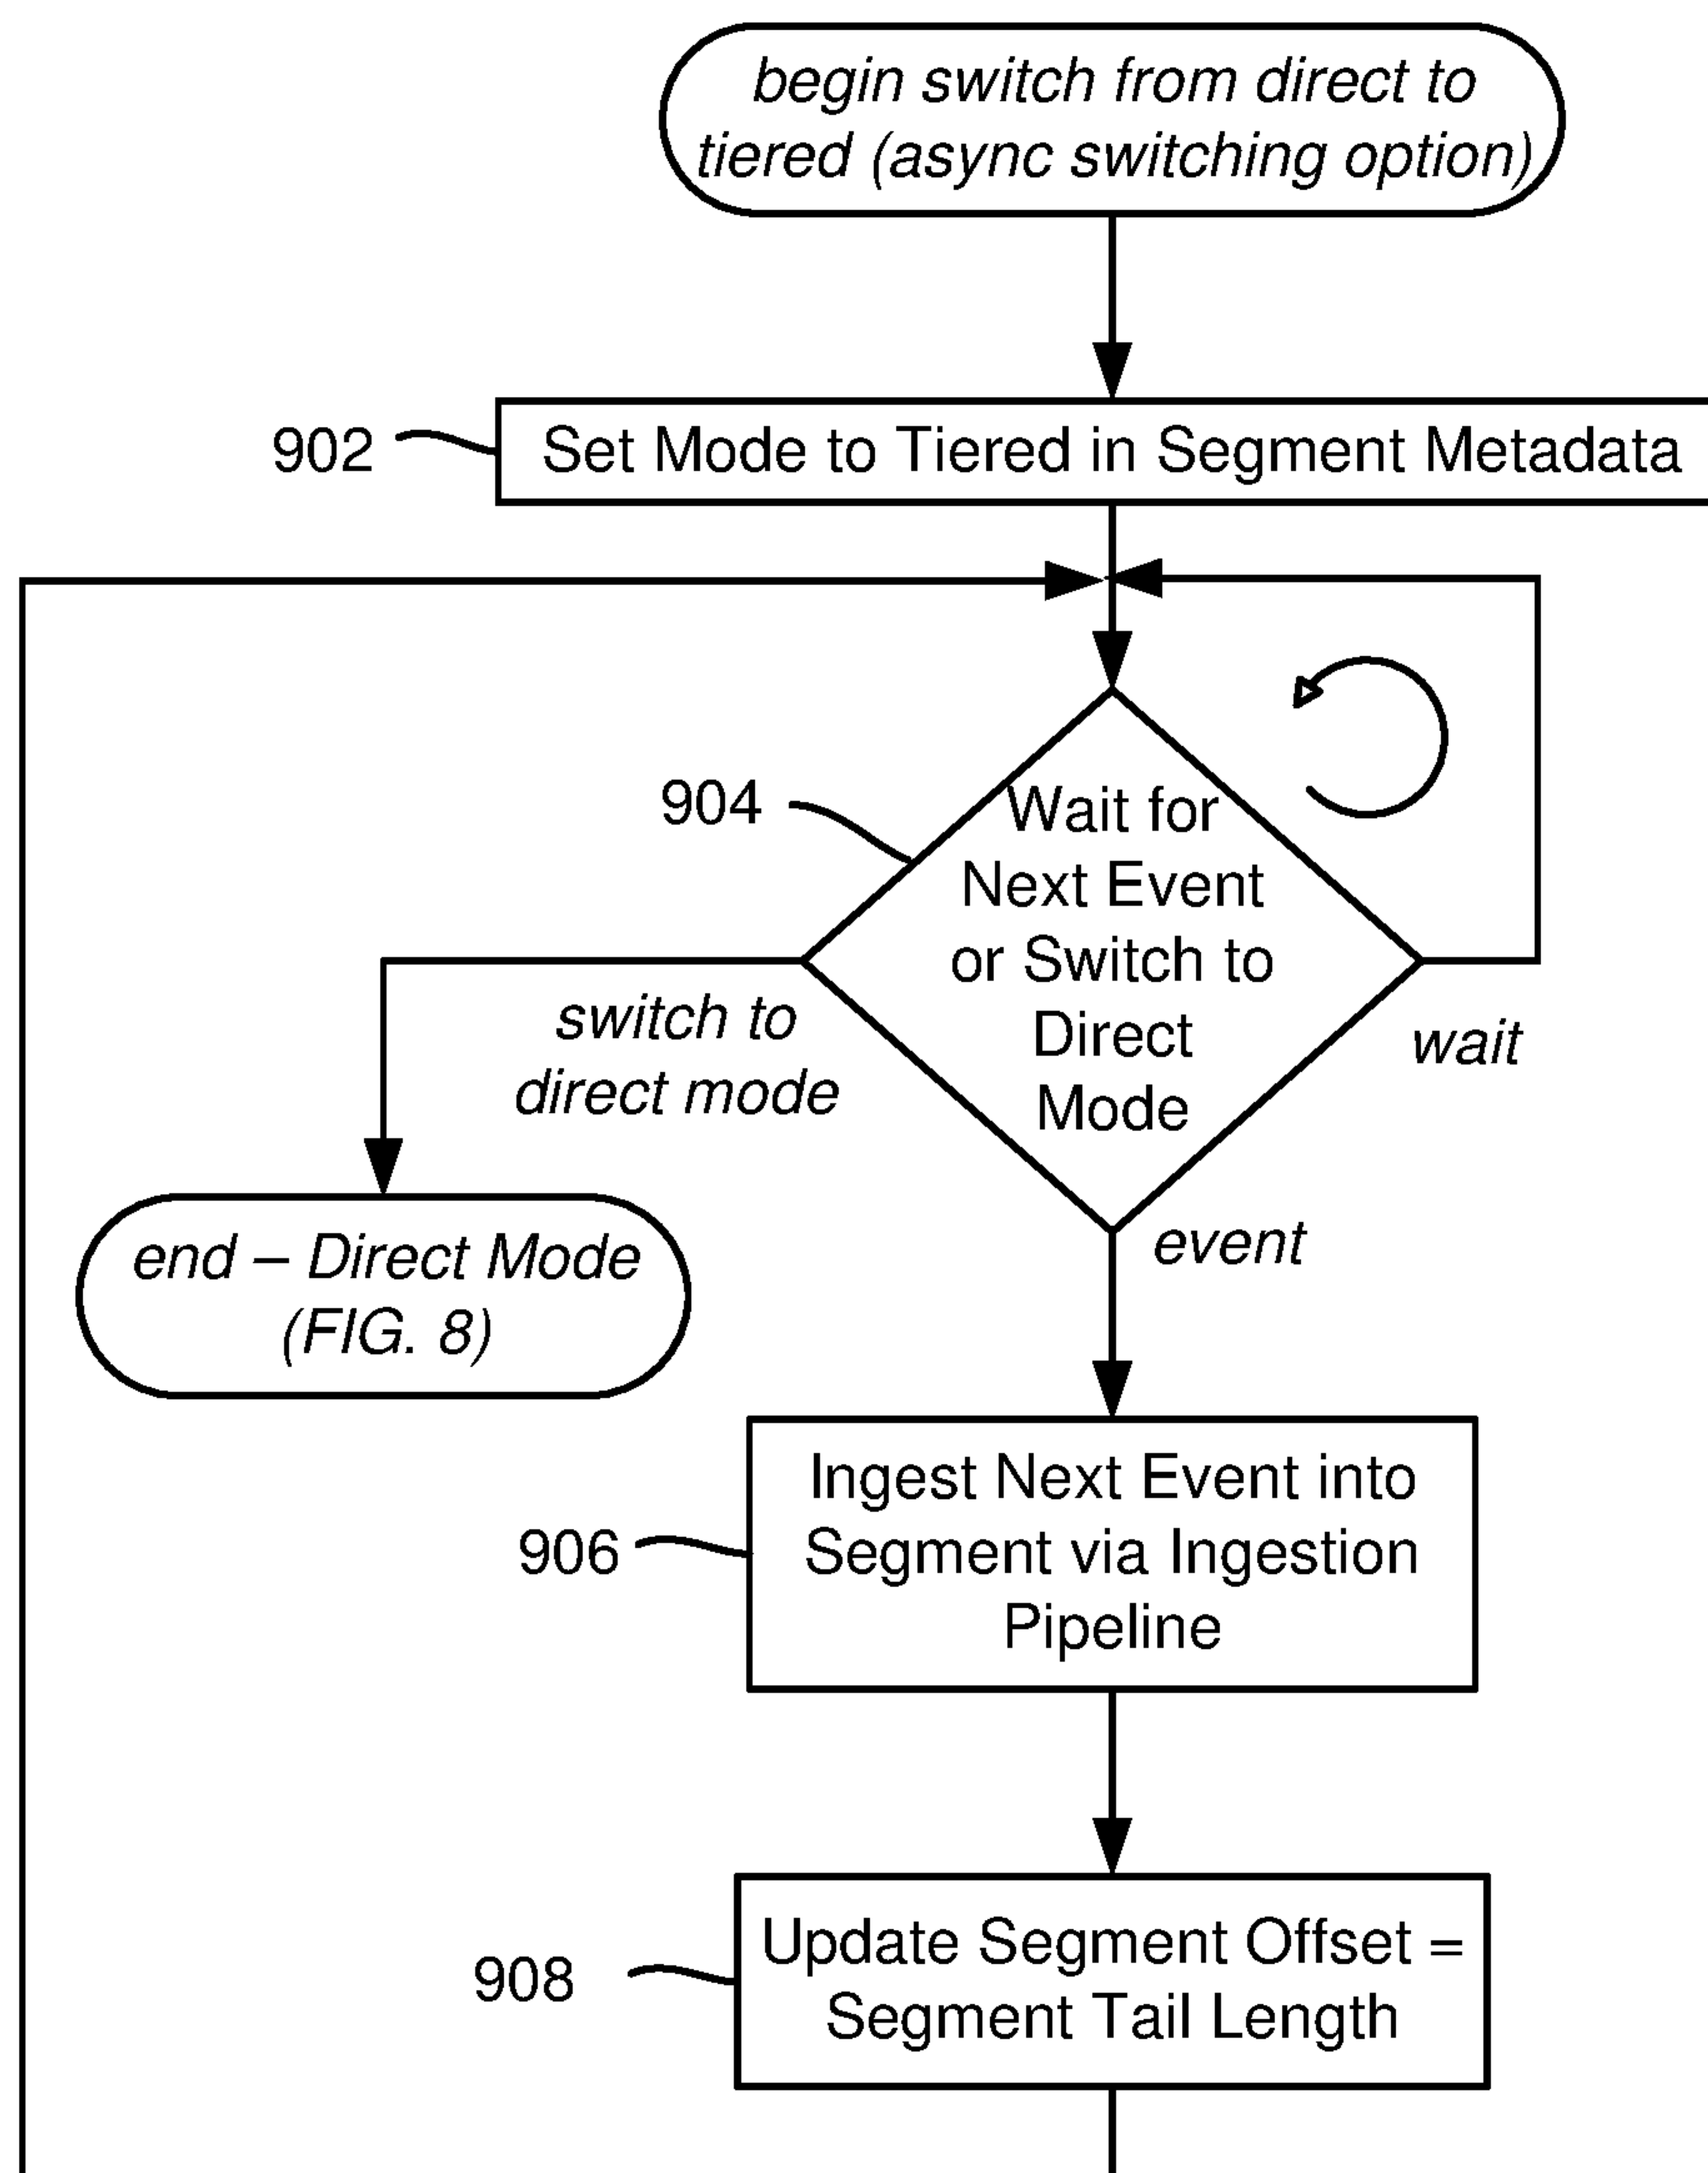 begin switch from direct to
tiered (async switching option)
902
Set Mode to Tiered in Segment Metadata
904
Wait for
Next Event
or Switch to
Direct
Mode
switch to
direct mode
wait
end – Direct Mode
(FIG. 8)
event
906
Ingest Next Event into
Segment via Ingestion
Pipeline
908
Update Segment Offset =
Segment Tail Length